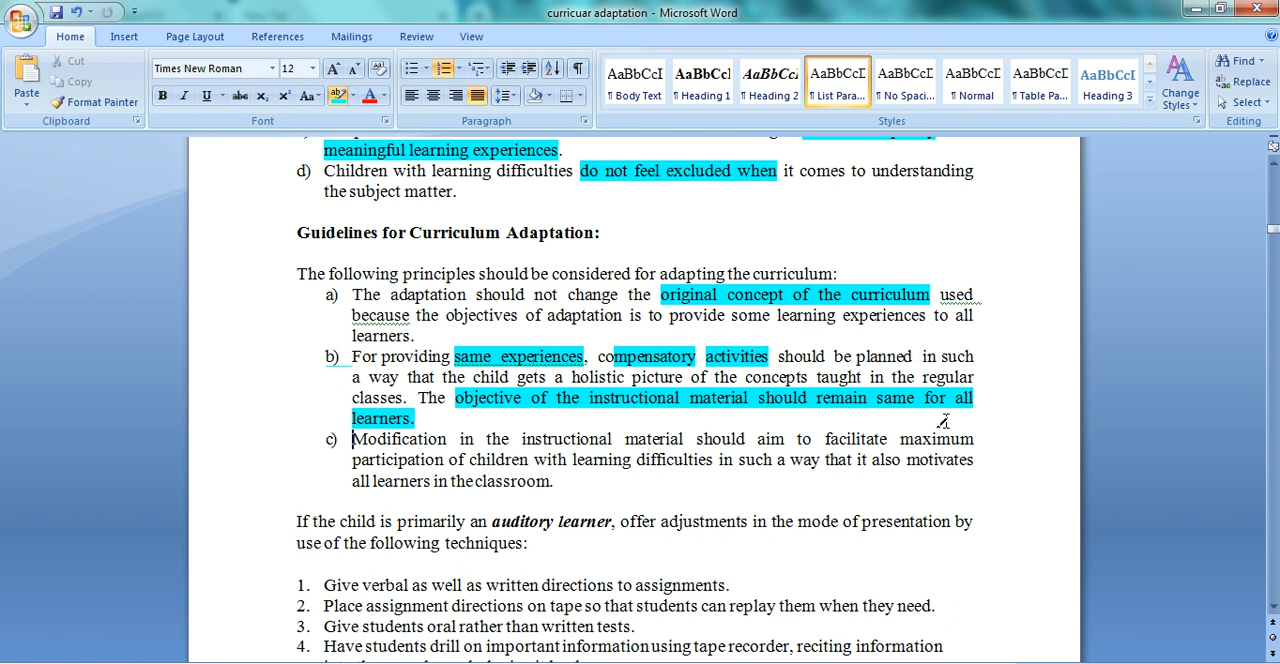 curricuar adaptation - Microsoft Word
Home Insert Page Layout References Mailings Review View
Paste
Cut
Copy
Format Painter
Clipboard
Times New Roman 12
Font
Paragraph
AaBbCcI AaBbCcl AaBbCcI AaBbCcI AaBbCcI AaBbCcI AaBbCcI AaBbCcI
¶ Body Text ¶ Heading 1 ¶ Heading 2 ¶ List Para... ¶ No Spaci... ¶ Normal ¶ Table Pa... Heading 3
Change Styles
Styles
Find
Replace
Select
Editing
meaningful learning experiences.
d) Children with learning difficulties do not feel excluded when it comes to understanding
the subject matter.
Guidelines for Curriculum Adaptation:
The following principles should be considered for adapting the curriculum:
a) The adaptation should not change the original concept of the curriculum used
because the objectives of adaptation is to provide some learning experiences to all
learners.
b) For providing same experiences, compensatory activities should be planned in such
a way that the child gets a holistic picture of the concepts taught in the regular
classes. The objective of the instructional material should remain same for all
learners.
c) Modification in the instructional material should aim to facilitate maximum
participation of children with learning difficulties in such a way that it also motivates
all learners in the classroom.
If the child is primarily an auditory learner, offer adjustments in the mode of presentation by
use of the following techniques:
1. Give verbal as well as written directions to assignments.
2. Place assignment directions on tape so that students can replay them when they need.
3. Give students oral rather than written tests.
4. Have students drill on important information using tape recorder, reciting information